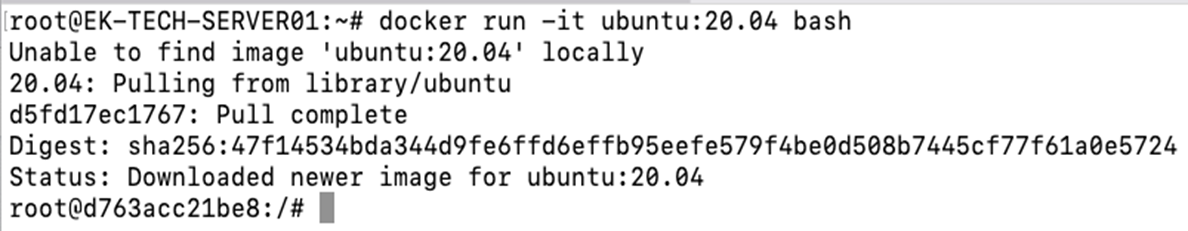 root@EK-TECH-SERVER01:~# docker run -it ubuntu:20.04 bash
Unable to find image 'ubuntu:20.04' locally
20.04: Pulling from library/ubuntu
d5fd17ec1767: Pull complete
Digest: sha256:47f14534bda344d9fe6ffd6effb95eefe579f4be0d508b7445cf77f61a0e5724
Status: Downloaded newer image for ubuntu:20.04
root@d763acc21be8:/#